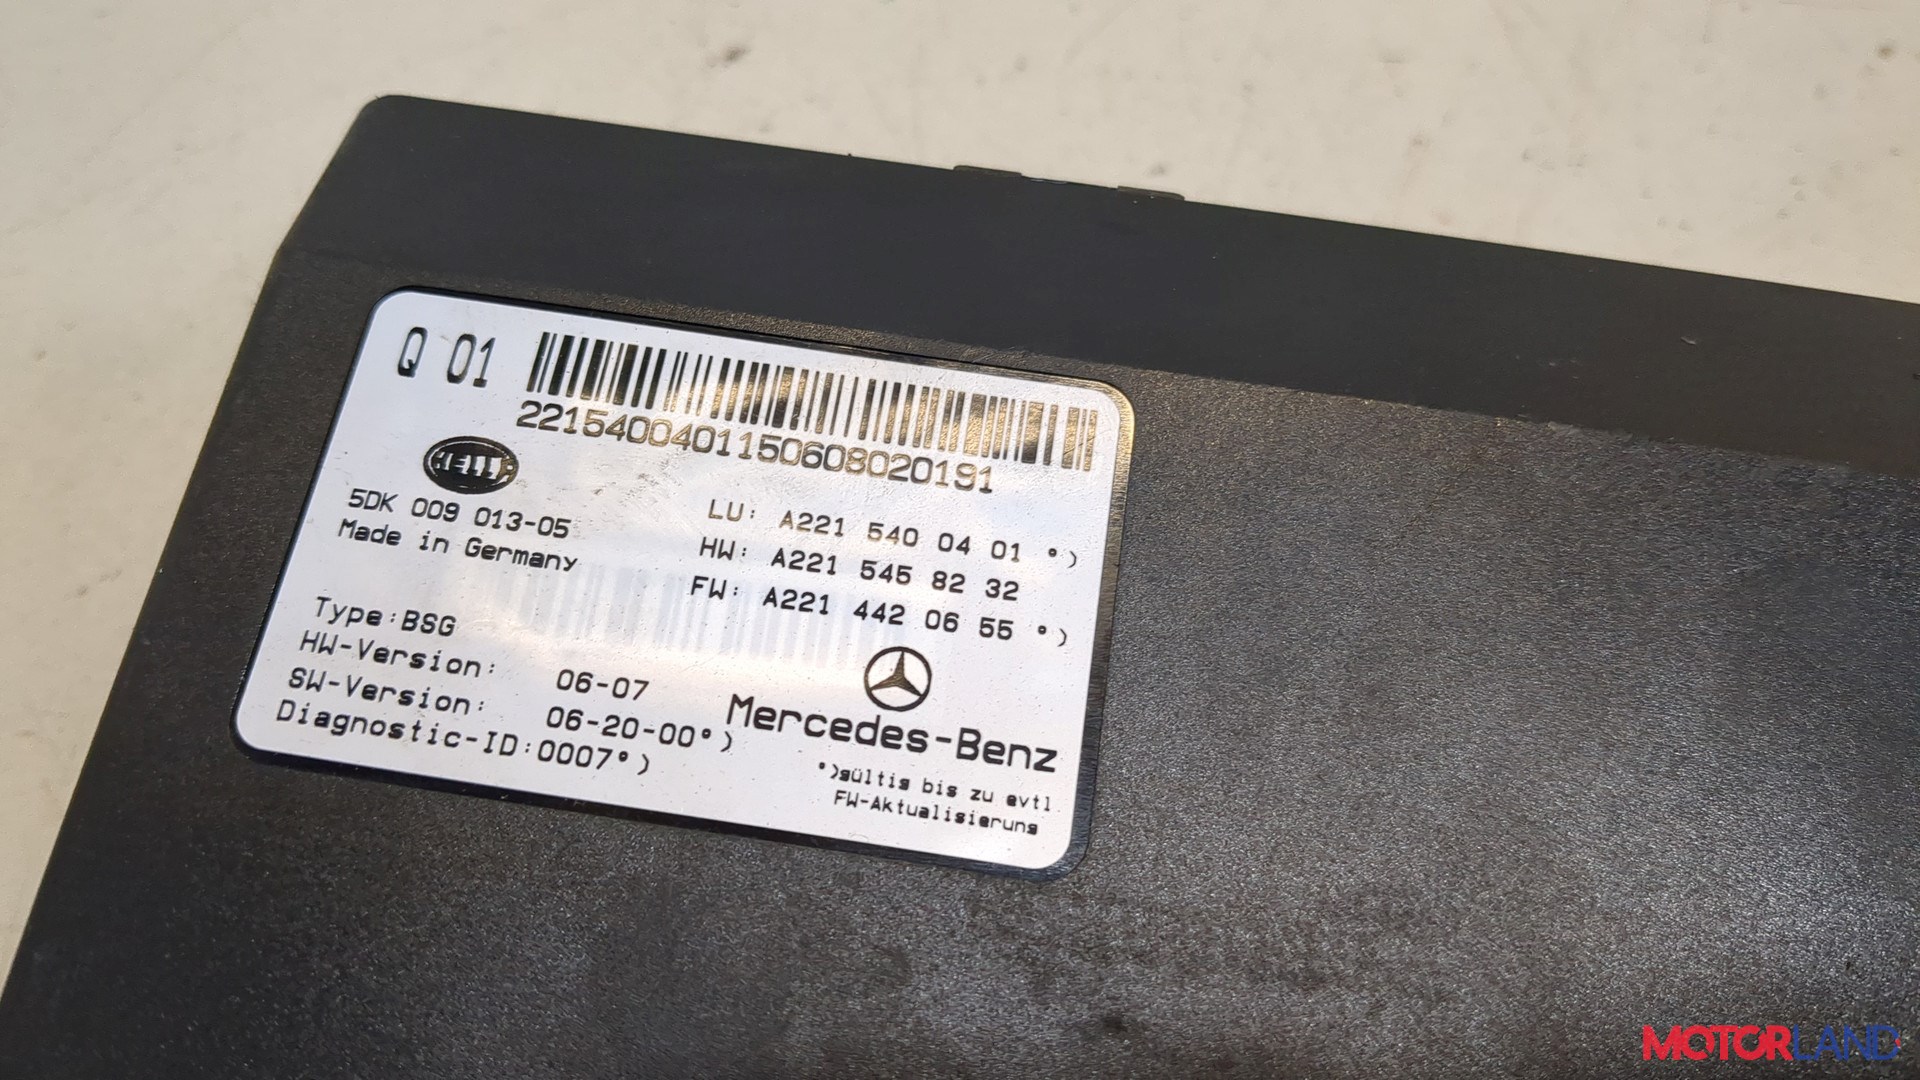 Q 01
2215400401150608020191
HELLA
5DK 009 013-05
Made in Germany
LU: A221 540 04 01 *)
HW: A221 545 82 32
FW: A221 442 06 55 *)
Type:BSG
HW-Version: 06-07
SW-Version: 06-20-00*)
Diagnostic-ID:0007*)
Mercedes-Benz
*)gültig bis zu evtl
FW-Aktualisierung
MOTORLAND